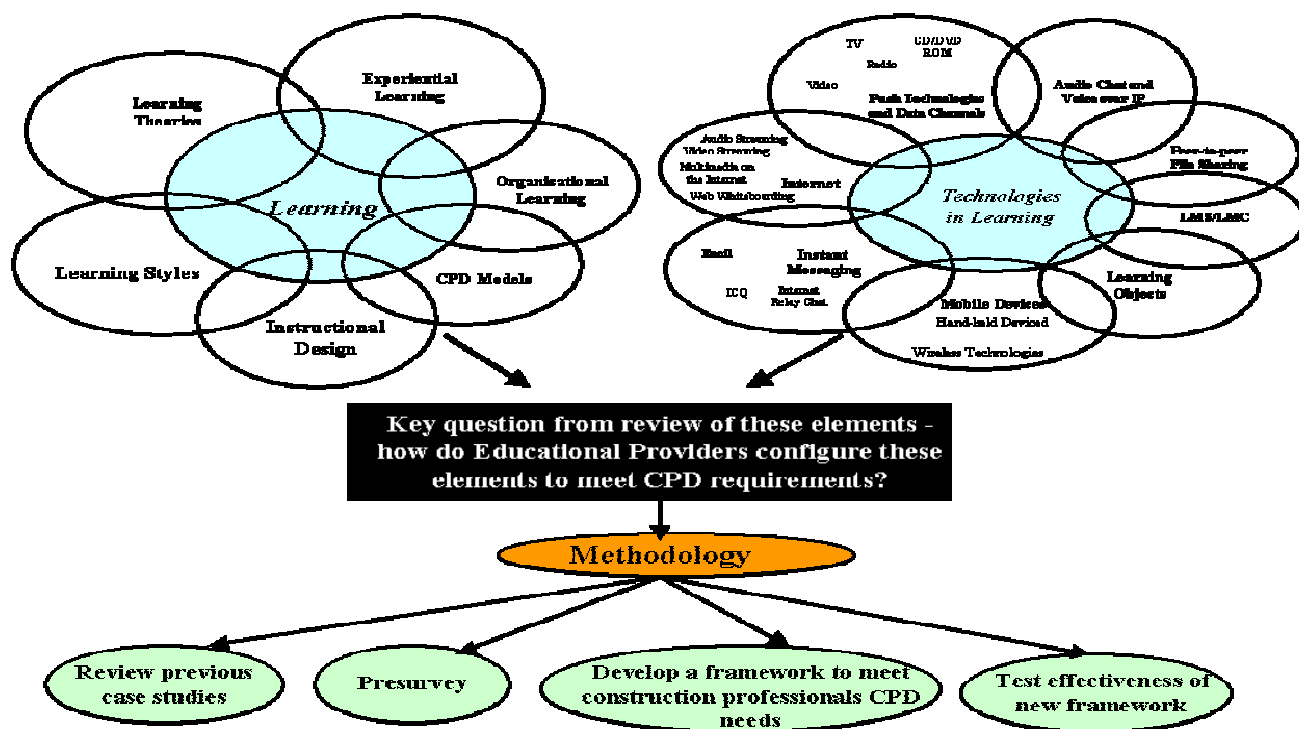 Learning
Theories
Experiential
Learning
Organisational
Learning
Learning
Learning Styles
CPD Models
Instructional
Design
TV
CD/DVD
ROM
Radio
Video
Push Technologies
and Data Channels
Audio Chat and
Voice over IP
Audio Streaming
Video Streaming
Multimedia on
the Internet
Internet
Web Whiteboarding
Peer-to-peer
File Sharing
Technologies
in Learning
LMS/LMC
Email
Instant
Messaging
ICQ
Internet
Relay Chat
Learning
Objects
Mobile Devices
Hand-held Deviced
Wireless Technologies
Key question from review of these elements -
how do Educational Providers configure these
elements to meet CPD requirements?
Methodology
Review previous
case studies
Presurvey
Develop a framework to meet
construction professionals CPD
needs
Test effectiveness of
new framework